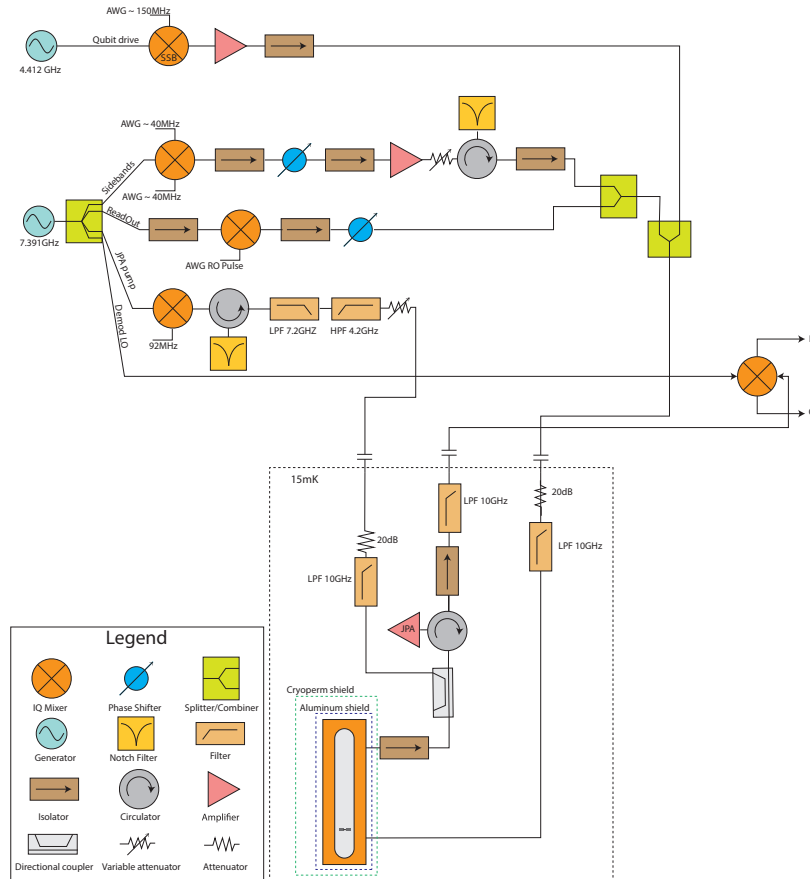 AWG ~ 150MHz
Qubit drive
SSB
4.412 GHz
AWG ~ 40MHz
Sidebands
AWG ~ 40MHz
ReadOut
7.391GHz
AWG RO Pulse
JPA pump
Demod LO
92MHz
LPF 7.2GHZ
HPF 4.2GHz
15mK
20dB
LPF 10GHz
20dB
LPF 10GHz
LPF 10GHz
JPA
Cryoperm shield
Aluminum shield
Legend
IQ Mixer
Phase Shifter
Splitter/Combiner
Generator
Notch Filter
Filter
Isolator
Circulator
Amplifier
Directional coupler
Variable attenuator
Attenuator